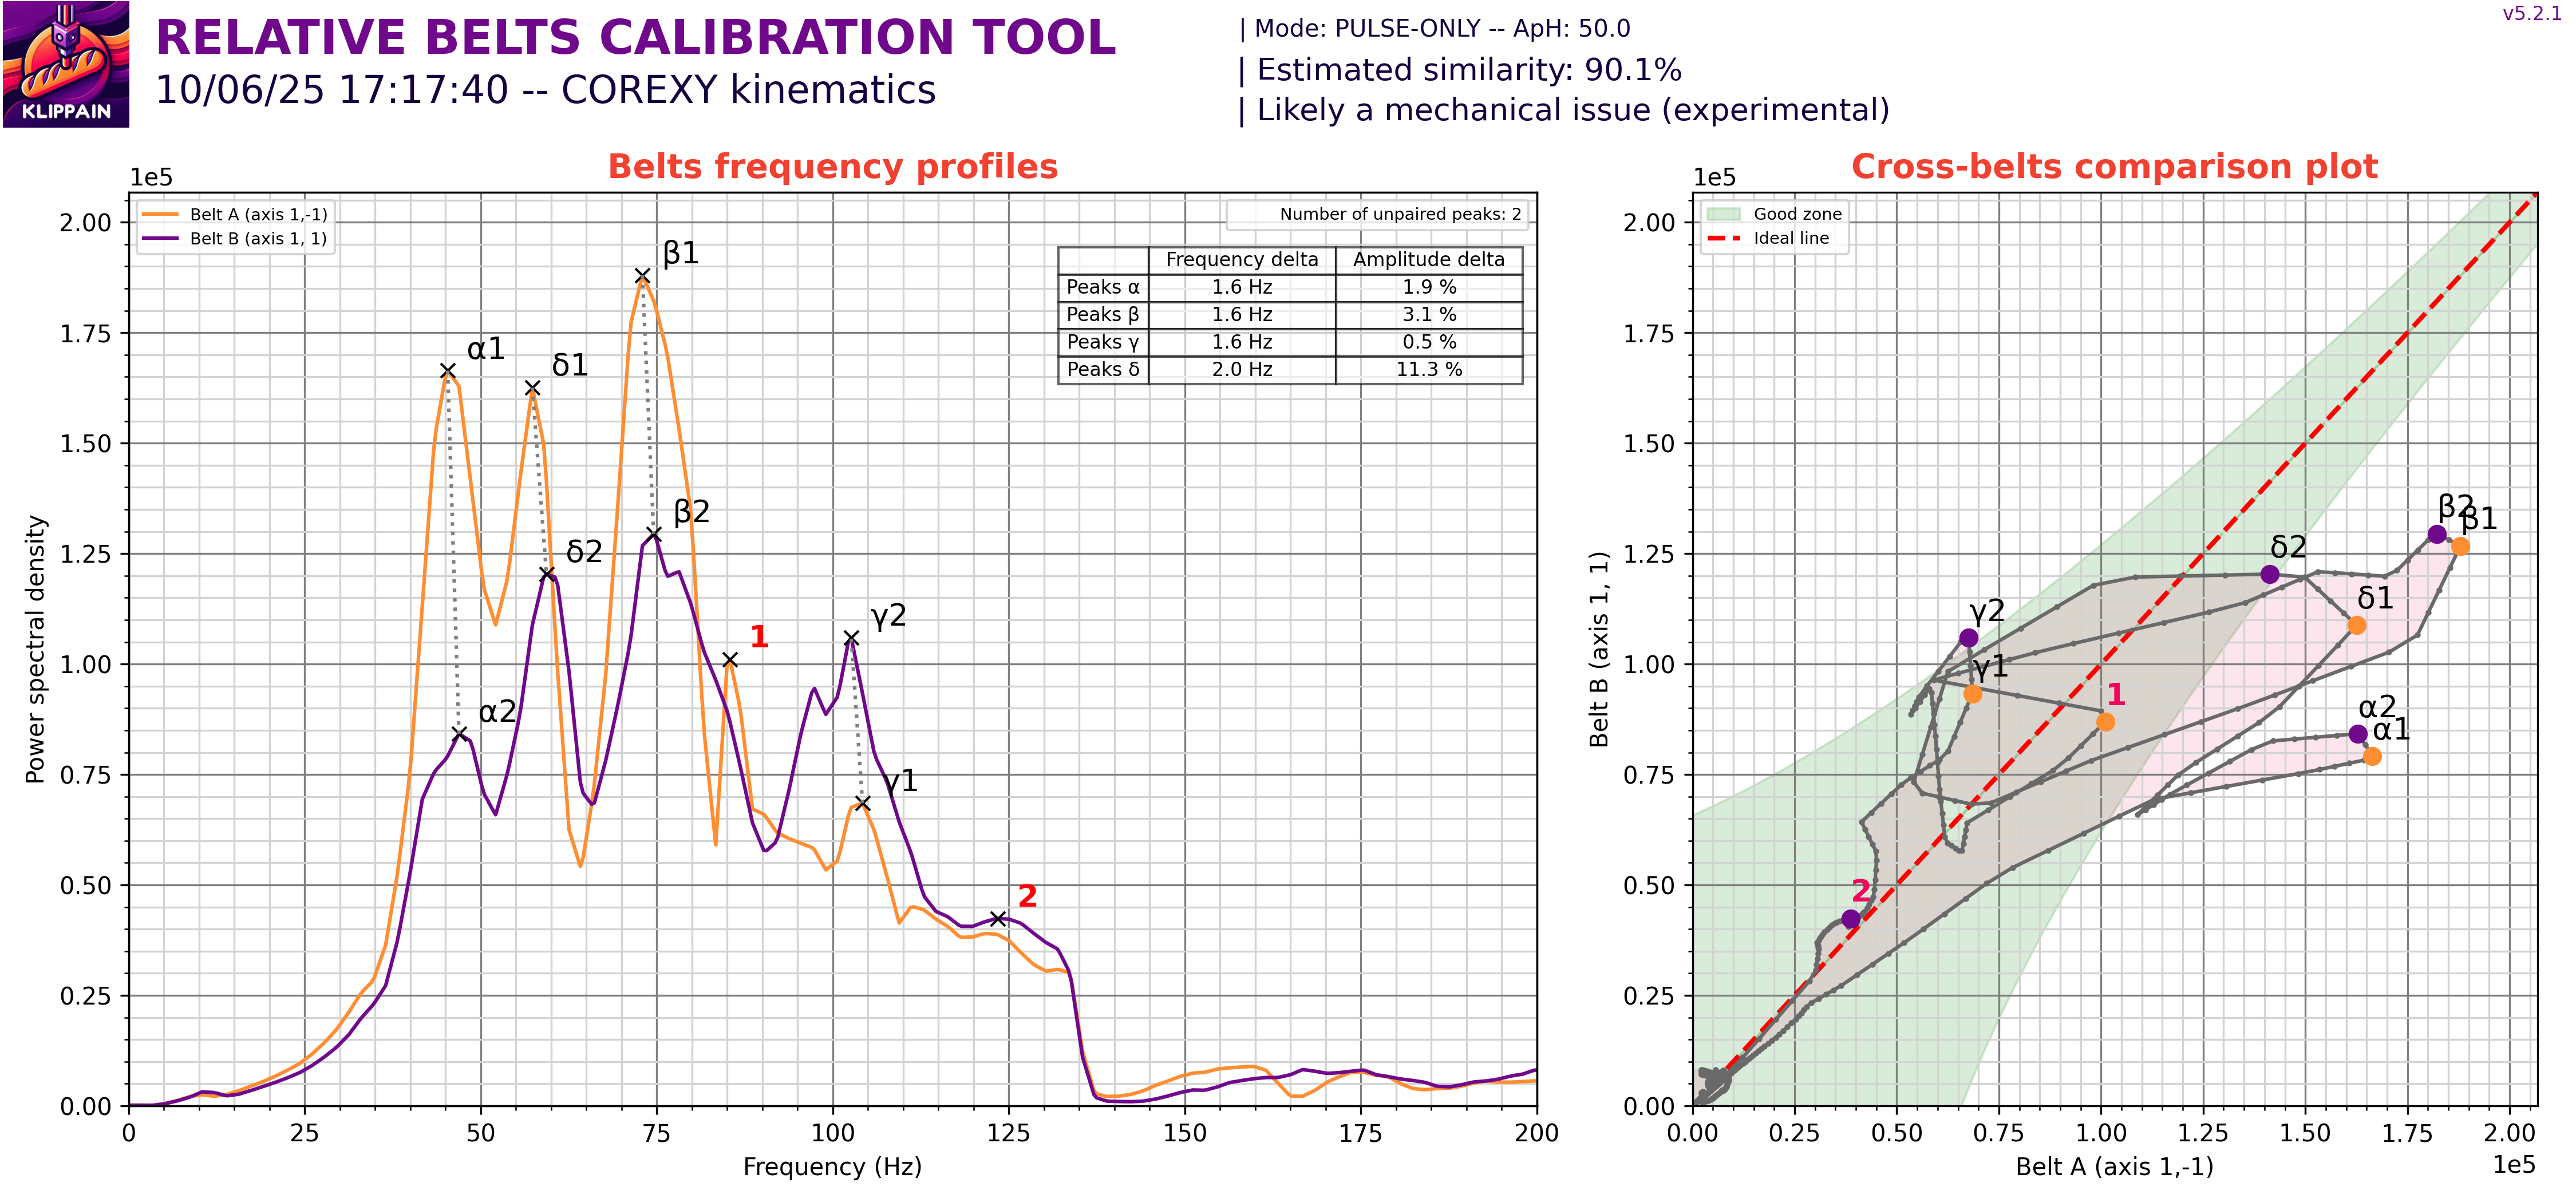 v5.2.1
KLIPPAIN
RELATIVE BELTS CALIBRATION TOOL
10/06/25 17:17:40 -- COREXY kinematics
| Mode: PULSE-ONLY -- ApH: 50.0
| Estimated similarity: 90.1%
| Likely a mechanical issue (experimental)
Belts frequency profiles
1e5
Belt A (axis 1,-1)
Belt B (axis 1, 1)
Number of unpaired peaks: 2
Frequency delta Amplitude delta
Peaks α 1.6 Hz 1.9 %
Peaks β 1.6 Hz 3.1 %
Peaks γ 1.6 Hz 0.5 %
Peaks δ 2.0 Hz 11.3 %
2.00
1.75
1.50
1.25
1.00
0.75
0.50
0.25
0.00
Power spectral density
β1
α1
δ1
β2
δ2
1
γ2
α2
γ1
2
0 25 50 75 100 125 150 175 200
Frequency (Hz)
Cross-belts comparison plot
1e5
Good zone
Ideal line
2.00
1.75
1.50
1.25
1.00
0.75
0.50
0.25
0.00
Belt B (axis 1, 1)
β2
β1
δ2
δ1
γ2
γ1
1
α2
α1
2
0.00 0.25 0.50 0.75 1.00 1.25 1.50 1.75 2.00
Belt A (axis 1,-1)
1e5